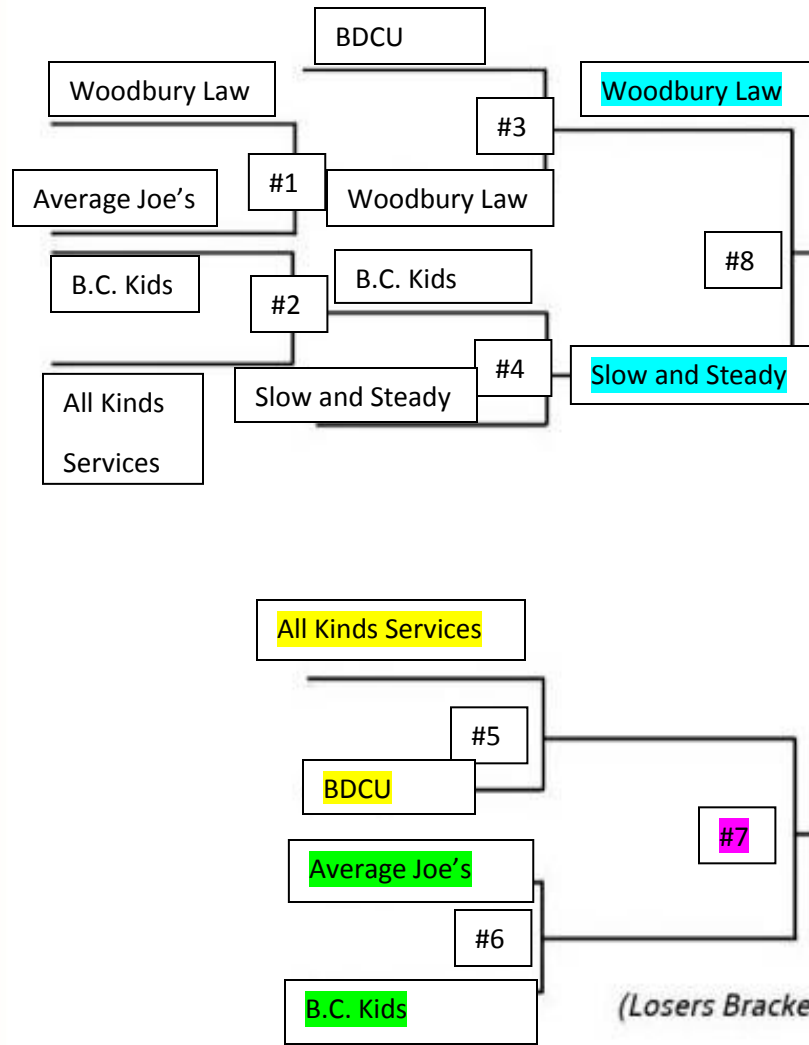 BDCU
Woodbury Law
Woodbury Law
#3
#1
Average Joe's
Woodbury Law
B.C. Kids
#2
B.C. Kids
#8
#4
Slow and Steady
Slow and Steady
All Kinds
Services
All Kinds Services
#5
BDCU
#7
Average Joe's
#6
B.C. Kids
(Losers Bracke